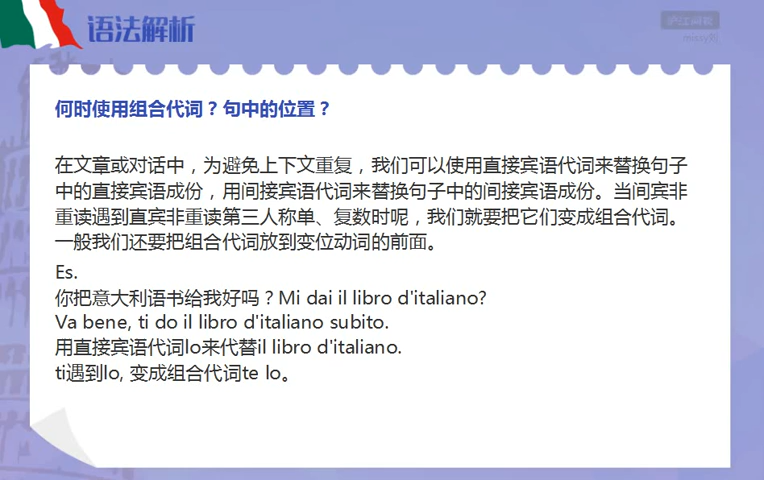 语法解析
沪江网校
何时使用组合代词？句中的位置？
在文章或对话中，为避免上下文重复，我们可以使用直接宾语代词来替换句子
中的直接宾语成份，用间接宾语代词来替换句子中的间接宾语成份。当间宾非
重读遇到直宾非重读第三人称单、复数时呢，我们就要把它们变成组合代词。
一般我们还要把组合代词放到变位动词的前面。
Es.
你把意大利语书给我好吗？Mi dai il libro d'italiano?
Va bene, ti do il libro d'italiano subito.
用直接宾语代词lo来代替il libro d'italiano.
ti遇到lo, 变成组合代词te lo。